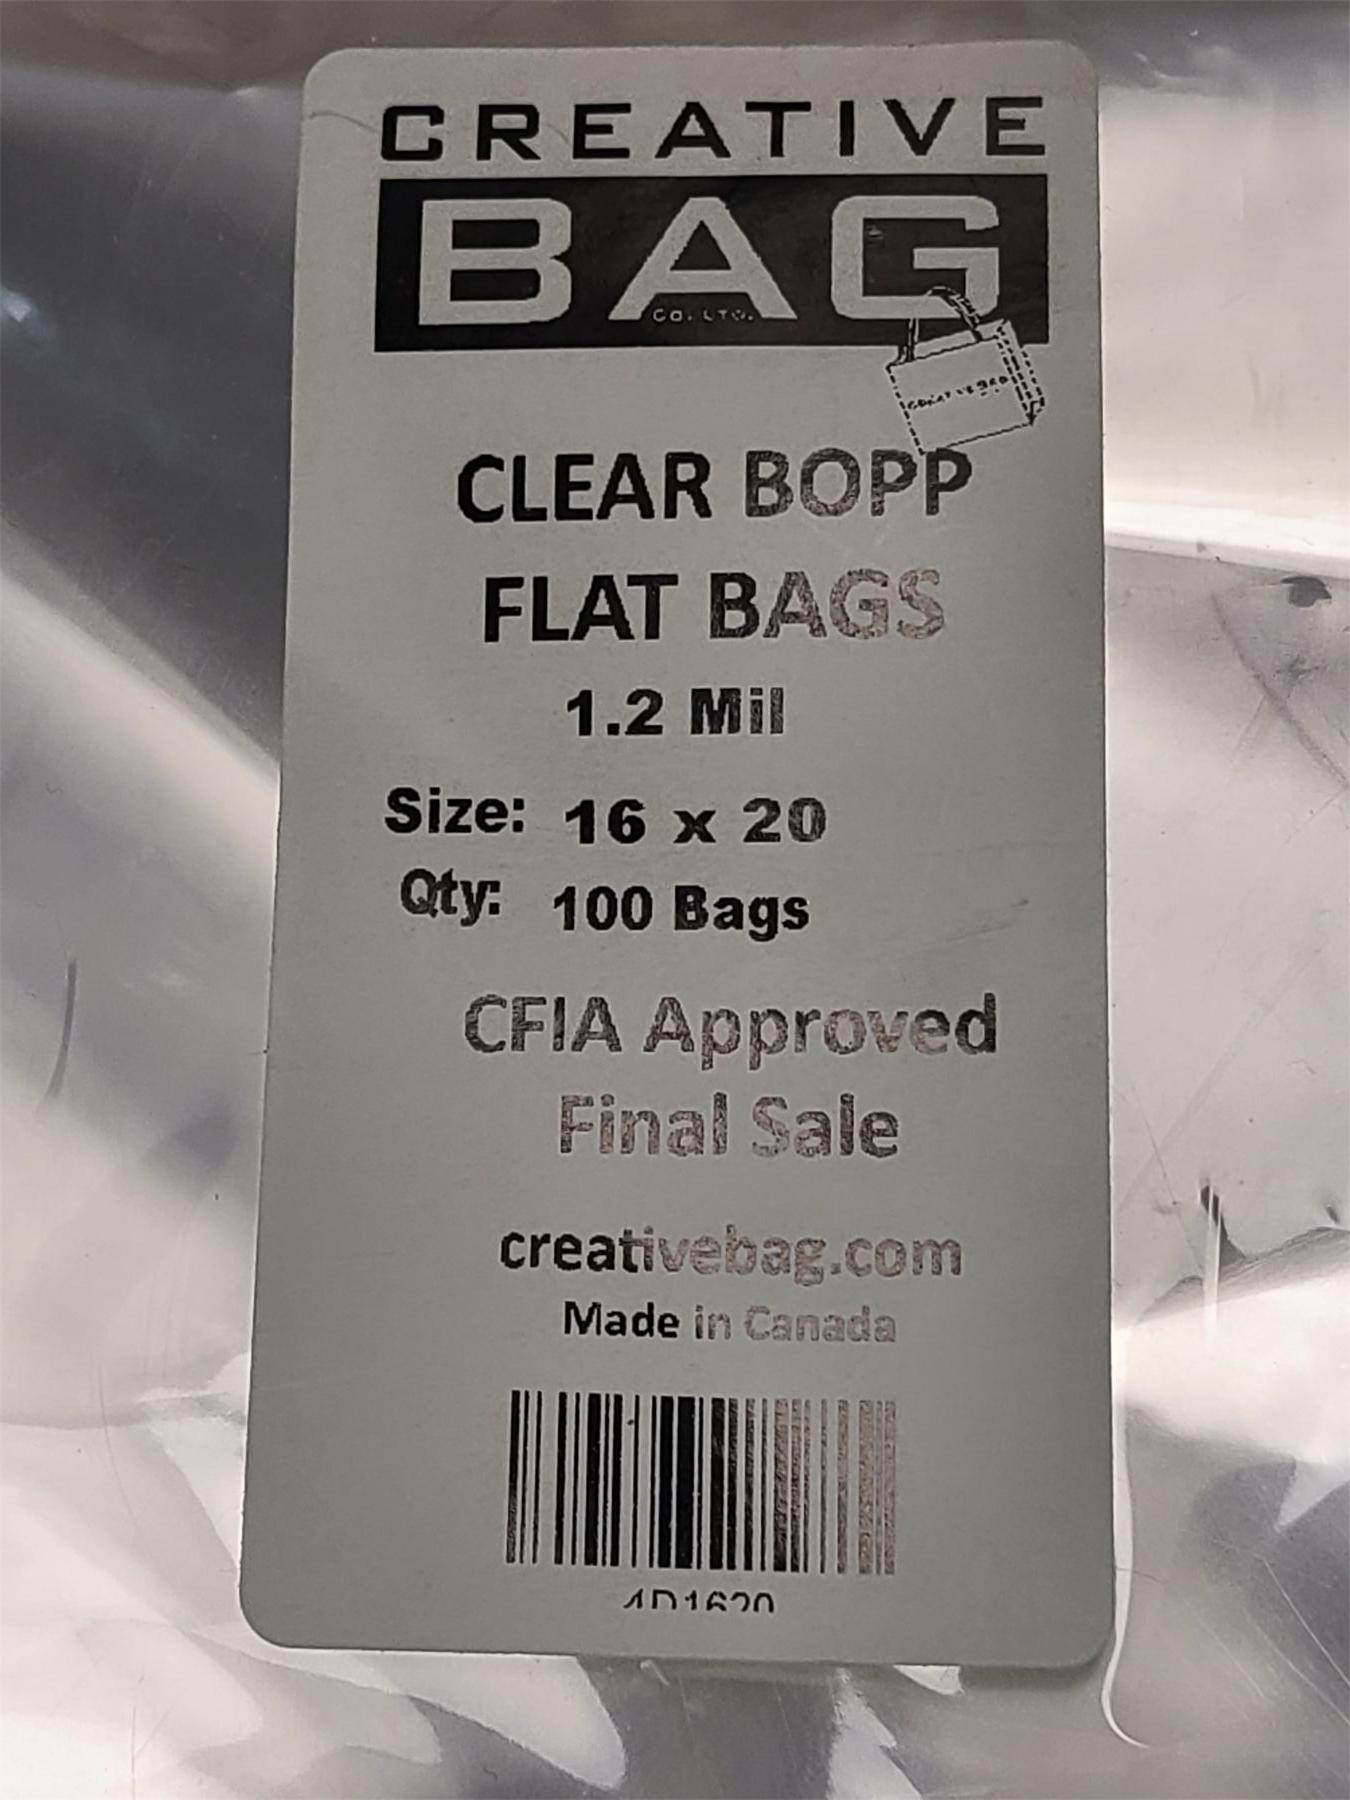 CREATIVE
BAG
CO. LTD.
CLEAR BOPP
FLAT BAGS
1.2 Mil
Size: 16 x 20
Qty: 100 Bags
CFIA Approved
Final Sale
creativebag.com
Made in Canada